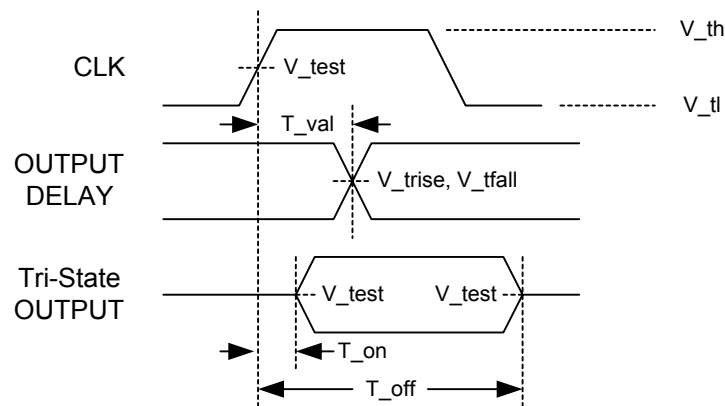 V_th
CLK
V_test
V_tl
T_val
OUTPUT
DELAY
V_trise, V_tfall
Tri-State
OUTPUT
V_test
V_test
T_on
T_off